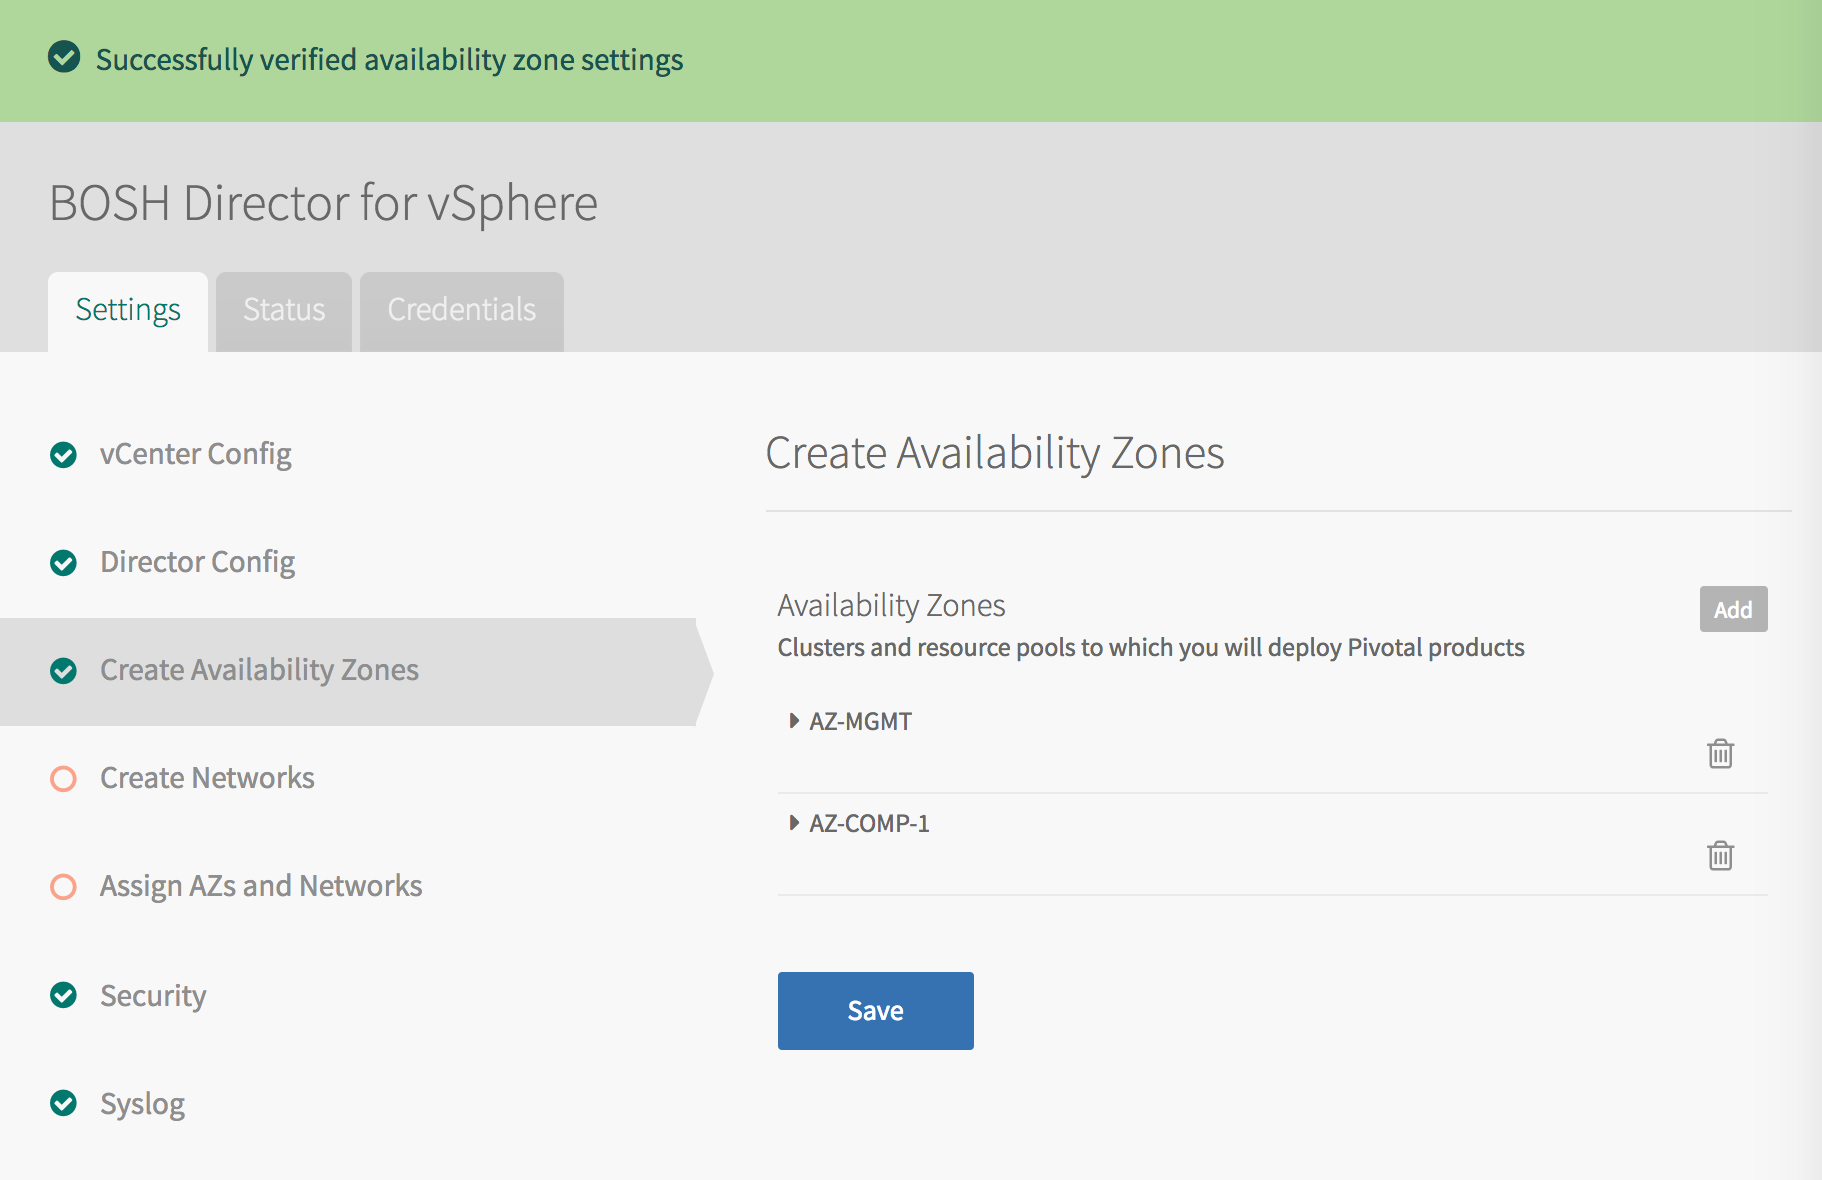 Successfully verified availability zone settings
BOSH Director for vSphere
Settings
Status
Credentials
vCenter Config
Director Config
Create Availability Zones
Create Networks
Assign AZs and Networks
Security
Syslog
Create Availability Zones
Availability Zones
Add
Clusters and resource pools to which you will deploy Pivotal products
AZ-MGMT
AZ-COMP-1
Save